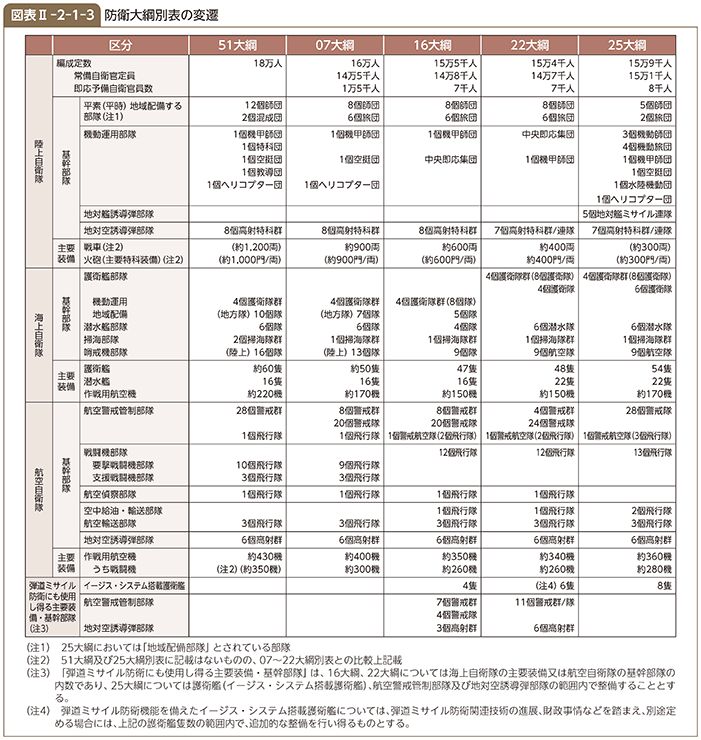 図表Ⅱ-2-1-3 防衛大綱別表の変遷
区分 51大綱 07大綱 16大綱 22大綱 25大綱
陸上自衛隊
編成定数 18万人 16万人 15万5千人 15万4千人 15万9千人
常備自衛官定員 14万5千人 14万8千人 14万7千人 15万1千人
即応予備自衛官員数 1万5千人 7千人 7千人 8千人
基幹部隊
平素(平時)地域配備する 12個師団 8個師団 8個師団 8個師団 5個師団
部隊(注1) 2個混成団 6個旅団 6個旅団 6個旅団 2個旅団
機動運用部隊 1個機甲師団 1個機甲師団 1個機甲師団 中央即応集団 3個機動師団
1個特科団 4個機動旅団
1個空挺団 1個空挺団 中央即応集団 1個機甲師団 1個機甲師団
1個教導団 1個空挺団
1個ヘリコプター団 1個ヘリコプター団 1個水陸機動団
1個ヘリコプター団
地対艦誘導弾部隊 5個地対艦ミサイル連隊
地対空誘導弾部隊 8個高射特科群 8個高射特科群 8個高射特科群 7個高射特科群/連隊 7個高射特科群/連隊
主要装備
戦車(注2) (約1,200両) 約900両 約600両 約400両 (約300両)
火砲(主要特科装備)(注2) (約1,000門/両) (約900門/両) (約600門/両) 約400門/両 (約300門/両)
海上自衛隊
基幹部隊
護衛艦部隊 4個護衛隊群(8個護衛隊) 4個護衛隊群(8個護衛隊)
4個護衛隊 6個護衛隊
機動運用 4個護衛隊群 4個護衛隊群 4個護衛隊群(8個隊)
地域配備 (地方隊)10個隊 (地方隊)7個隊 5個隊
潜水艦部隊 6個隊 6個隊 4個隊 6個潜水隊 6個潜水隊
掃海部隊 2個掃海隊群 1個掃海隊群 1個掃海隊群 1個掃海隊群 1個掃海隊群
哨戒機部隊 (陸上)16個隊 (陸上)13個隊 9個隊 9個航空隊 9個航空隊
主要装備
護衛艦 約60隻 約50隻 47隻 48隻 54隻
潜水艦 16隻 16隻 16隻 22隻 22隻
作戦用航空機 約220機 約170機 約150機 約150機 約170機
航空自衛隊
基幹部隊
航空警戒管制部隊 28個警戒群 8個警戒群 8個警戒群 4個警戒群 28個警戒隊
20個警戒隊 20個警戒隊 24個警戒隊
1個飛行隊 1個飛行隊 1個警戒航空隊(2個飛行隊) 1個警戒航空隊(2個飛行隊) 1個警戒航空隊(3個飛行隊)
戦闘機部隊 12個飛行隊 12個飛行隊 13個飛行隊
要撃戦闘機部隊 10個飛行隊 9個飛行隊
支援戦闘機部隊 3個飛行隊 3個飛行隊
航空偵察部隊 1個飛行隊 1個飛行隊 1個飛行隊 1個飛行隊
空中給油・輸送部隊 1個飛行隊 1個飛行隊 2個飛行隊
航空輸送部隊 3個飛行隊 3個飛行隊 3個飛行隊 3個飛行隊 3個飛行隊
地対空誘導弾部隊 6個高射群 6個高射群 6個高射群 6個高射群 6個高射群
主要装備
作戦用航空機 約430機 約400機 約350機 約340機 約360機
うち戦闘機 (注2)(約350機) 約300機 約260機 約260機 約280機
弾道ミサイル
防衛にも使用
し得る主要装
備・基幹部隊
(注3)
イージス・システム搭載護衛艦 4隻 (注4)6隻 8隻
航空警戒管制部隊 7個警戒群 11個警戒群/隊
4個警戒隊
地対空誘導弾部隊 3個高射群 6個高射群
(注1) 25大綱においては「地域配備部隊」とされている部隊
(注2) 51大綱及び25大綱別表に記載はないものの、07~22大綱別表との比較上記載
(注3) 「弾道ミサイル防衛にも使用し得る主要装備・基幹部隊」は、16大綱、22大綱については海上自衛隊の主要装備又は航空自衛隊の基幹部隊の
内数であり、25大綱については護衛艦(イージス・システム搭載護衛艦)、航空警戒管制部隊及び地対空誘導弾部隊の範囲内で整備することとす
る。
(注4) 弾道ミサイル防衛機能を備えたイージス・システム搭載護衛艦については、弾道ミサイル防衛関連技術の進展、財政事情などを踏まえ、別途定
める場合には、上記の護衛艦隻数の範囲内で、追加的な整備を行い得るものとする。